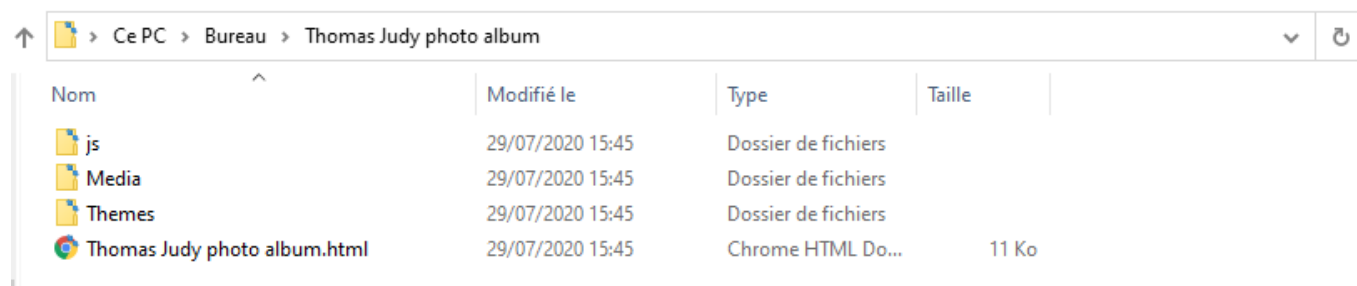 Ce PC > Bureau > Thomas Judy photo album
Nom Modifié le Type Taille
js 29/07/2020 15:45 Dossier de fichiers
Media 29/07/2020 15:45 Dossier de fichiers
Themes 29/07/2020 15:45 Dossier de fichiers
Thomas Judy photo album.html 29/07/2020 15:45 Chrome HTML Do... 11 Ko